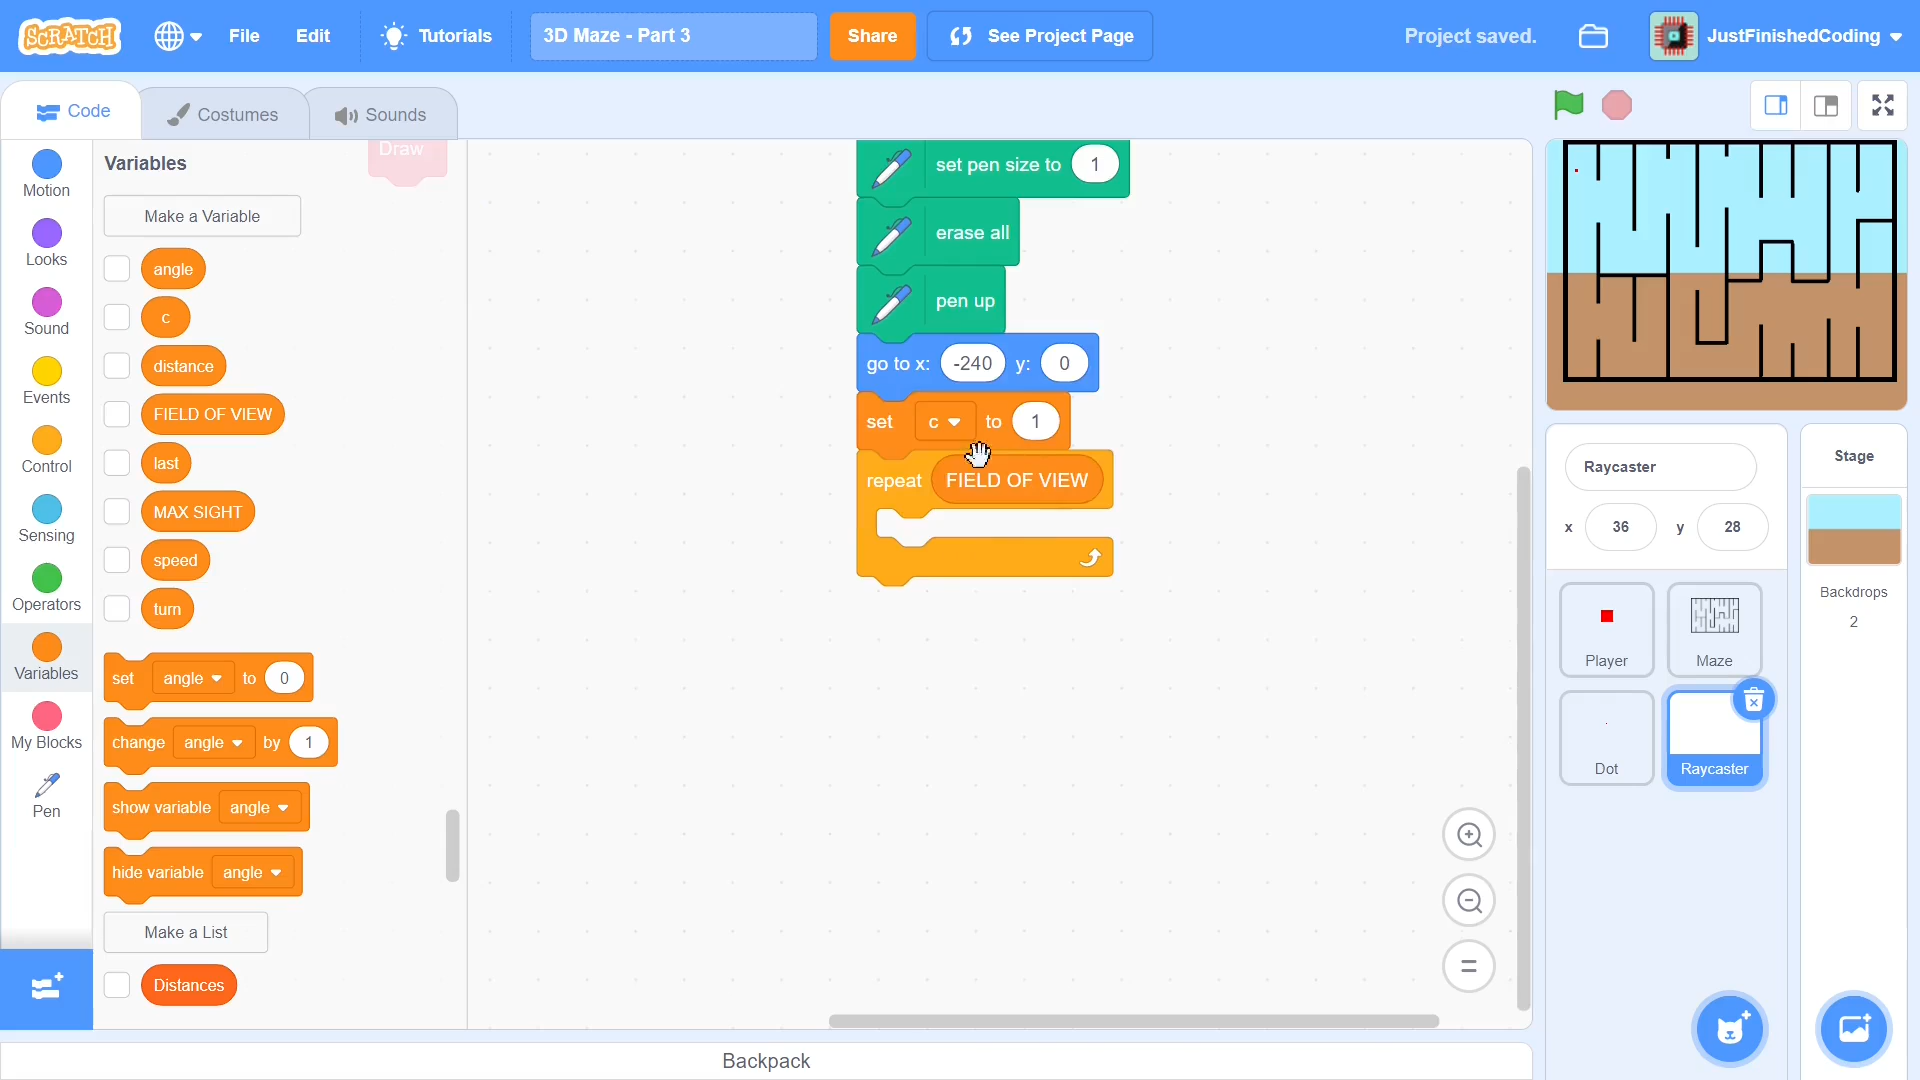 SCRATCH
File
Edit
Tutorials
3D Maze - Part 3
Share
See Project Page
Project saved.
JustFinishedCoding
Code
Costumes
Sounds
Motion
Looks
Sound
Events
Control
Sensing
Operators
Variables
My Blocks
Pen
Variables
Draw
Make a Variable
angle
c
distance
FIELD OF VIEW
last
MAX SIGHT
speed
turn
set angle to 0
change angle by 1
show variable angle
hide variable angle
Make a List
Distances
set pen size to 1
erase all
pen up
go to x: -240 y: 0
set c to 1
repeat FIELD OF VIEW
Raycaster
x 36 y 28
Player
Maze
Dot
Raycaster
Stage
Backdrops
2
Backpack